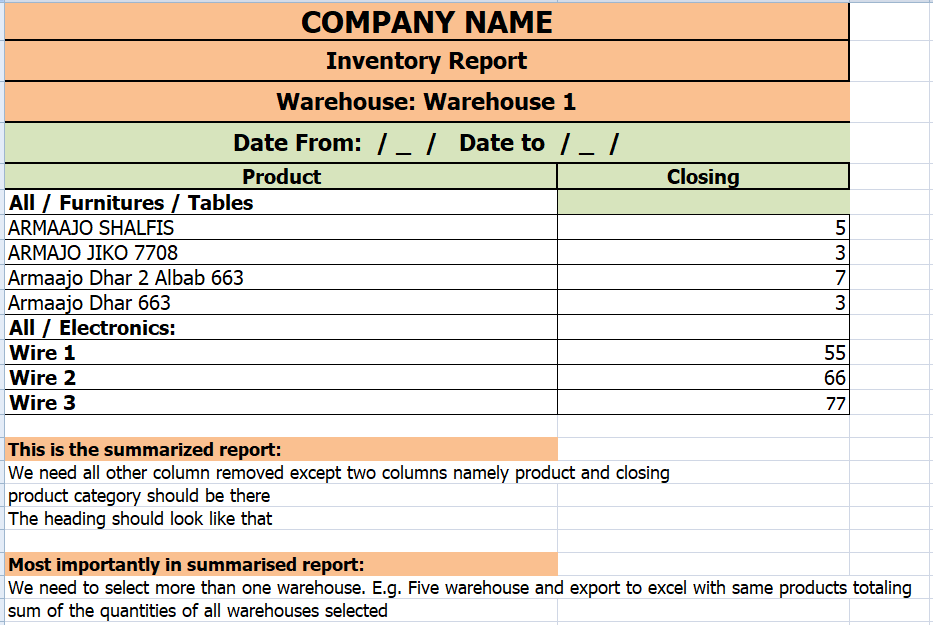 COMPANY NAME
Inventory Report
Warehouse: Warehouse 1
Date From:  / _ /   Date to  / _ /
Product Closing
All / Furnitures / Tables
ARMAAJO SHALFIS 5
ARMAJO JIKO 7708 3
Armaajo Dhar 2 Albab 663 7
Armaajo Dhar 663 3
All / Electronics:
Wire 1 55
Wire 2 66
Wire 3 77
This is the summarized report:
We need all other column removed except two columns namely product and closing
product category should be there
The heading should look like that
Most importantly in summarised report:
We need to select more than one warehouse. E.g. Five warehouse and export to excel with same products totaling
sum of the quantities of all warehouses selected